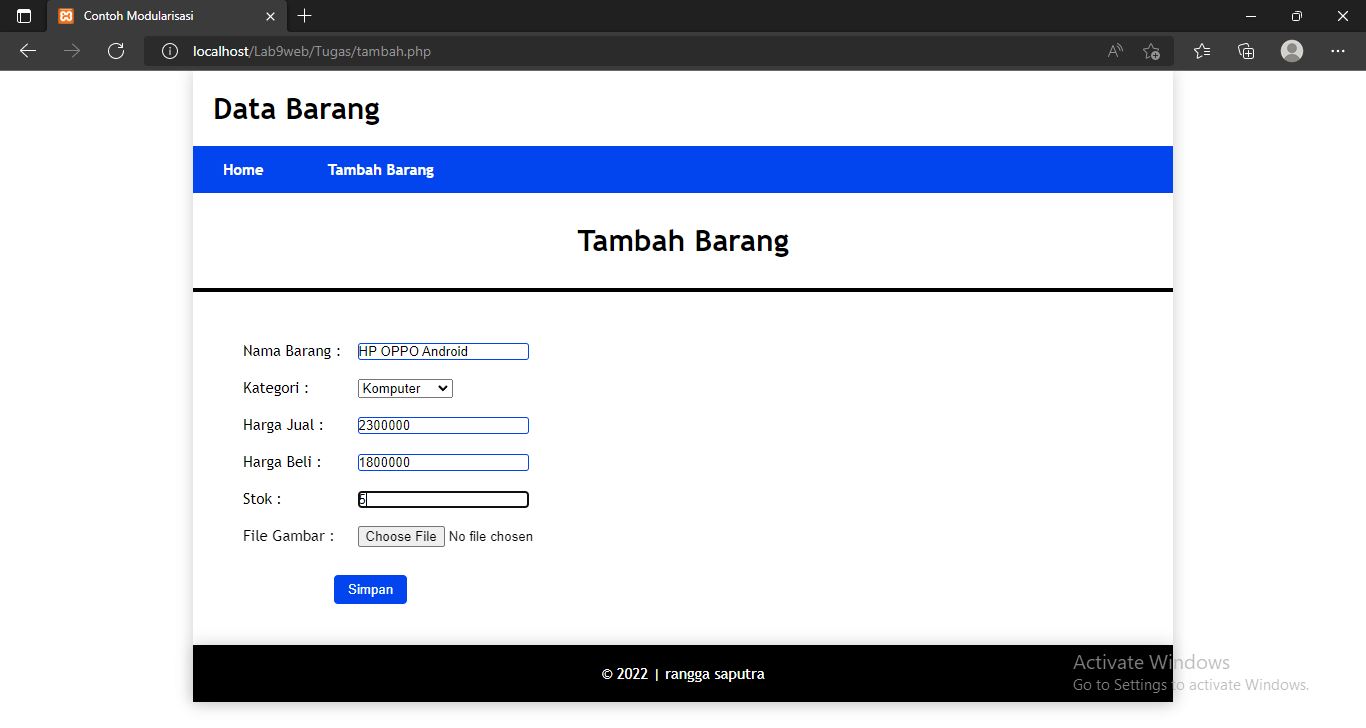 Contoh Modularisasi
localhost/Lab9web/Tugas/tambah.php
Data Barang
Home Tambah Barang
Tambah Barang
Nama Barang : HP OPPO Android
Kategori : Komputer
Harga Jual : 2300000
Harga Beli : 1800000
Stok : 5
File Gambar : Choose File No file chosen
Simpan
© 2022 | rangga saputra
Activate Windows
Go to Settings to activate Windows.